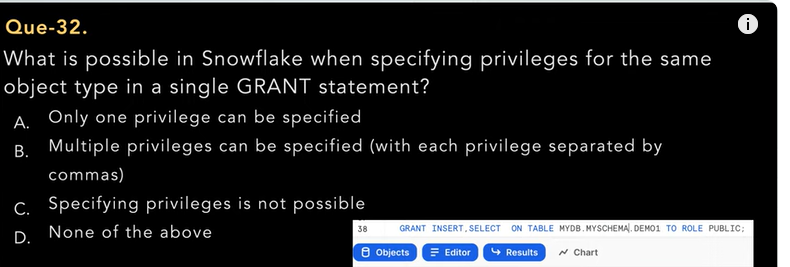 Que-32.
What is possible in Snowflake when specifying privileges for the same
object type in a single GRANT statement?
A. Only one privilege can be specified
B. Multiple privileges can be specified (with each privilege separated by
commas)
C. Specifying privileges is not possible
D. None of the above
38 GRANT INSERT,SELECT ON TABLE MYDB.MYSCHEMA.DEMO1 TO ROLE PUBLIC;
Objects Editor Results Chart